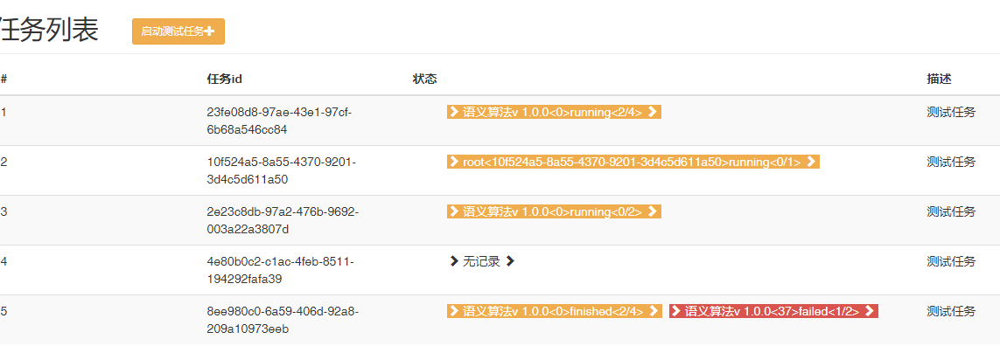 任务列表 启动测试任务
# 任务id 状态 描述
1 23fe08d8-97ae-43e1-97cf- 语义算法v 1.0.0<0>running<2/4> 测试任务
6b68a546cc84
2 10f524a5-8a55-4370-9201- root<10f524a5-8a55-4370-9201-3d4c5d611a50>running<0/1> 测试任务
3d4c5d611a50
3 2e23c8db-97a2-476b-9692- 语义算法v 1.0.0<0>running<0/2> 测试任务
003a22a3807d
4 4e80b0c2-c1ac-4feb-8511- 无记录 测试任务
194292fafa39
5 8ee980c0-6a59-406d-92a8- 语义算法v 1.0.0<0>finished<2/4> 语义算法v 1.0.0<37>failed<1/2> 测试任务
209a10973eeb